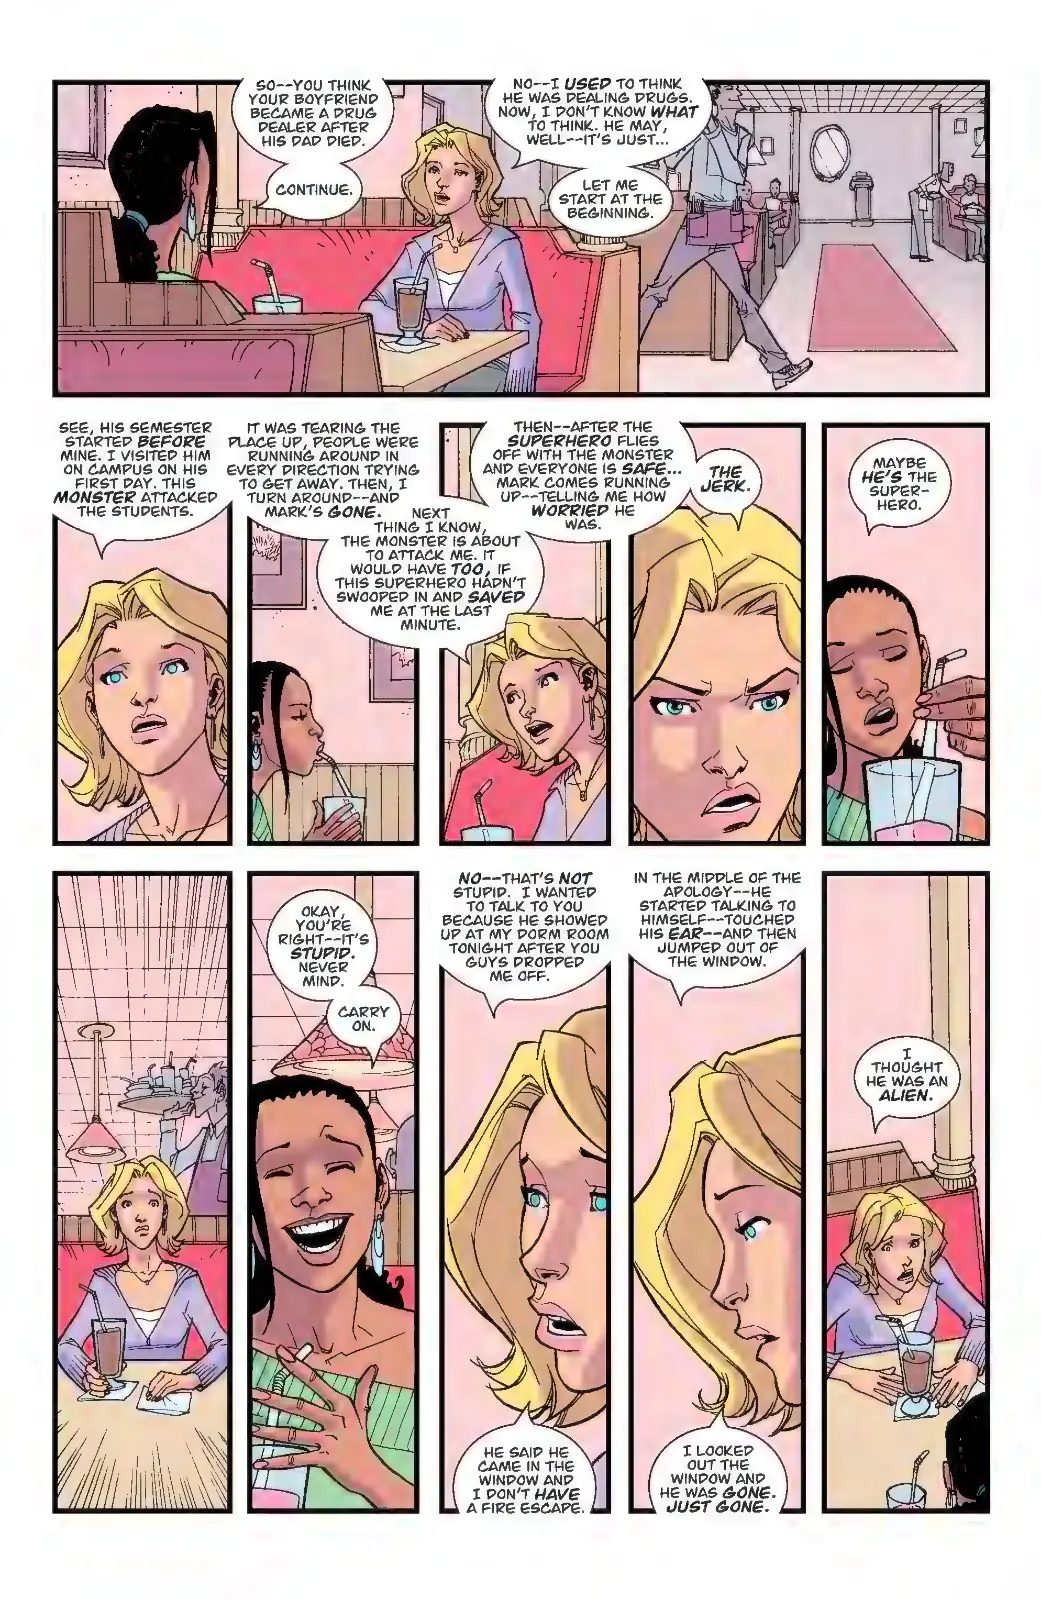 SO--YOU THINK
YOUR BOYFRIEND
BECAME A DRUG
DEALER AFTER
HIS DAD DIED.
CONTINUE.
NO--I USED TO THINK
HE WAS DEALING DRUGS.
NOW, I DON'T KNOW WHAT
TO THINK. HE MAY,
WELL--IT'S JUST...
LET ME
START AT THE
BEGINNING.
SEE, HIS SEMESTER
STARTED BEFORE
MINE. I VISITED HIM
ON CAMPUS ON HIS
FIRST DAY. THIS
MONSTER ATTACKED
THE STUDENTS.
IT WAS TEARING THE
PLACE UP, PEOPLE WERE
RUNNING AROUND IN
EVERY DIRECTION TRYING
TO GET AWAY. THEN, I
TURN AROUND--AND
MARK'S GONE.
NEXT
THING I KNOW,
THE MONSTER IS ABOUT
TO ATTACK ME. IT
WOULD HAVE TOO, IF
THIS SUPERHERO HADN'T
SWOOPED IN AND SAVED
ME AT THE LAST
MINUTE.
THEN--AFTER THE
SUPERHERO FLIES
OFF WITH THE MONSTER
AND EVERYONE IS SAFE...
MARK COMES RUNNING
UP--TELLING ME HOW
WORRIED HE
WAS.
THE
JERK.
MAYBE
HE'S THE
SUPER-
HERO.
OKAY,
YOU'RE
RIGHT--IT'S
STUPID.
NEVER
MIND.
CARRY
ON.
NO--THAT'S NOT
STUPID. I WANTED
TO TALK TO YOU
BECAUSE HE SHOWED
UP AT MY DORM ROOM
TONIGHT AFTER YOU
GUYS DROPPED
ME OFF.
HE SAID HE
CAME IN THE
WINDOW AND
I DON'T HAVE
A FIRE ESCAPE.
IN THE MIDDLE OF THE
APOLOGY--HE
STARTED TALKING TO
HIMSELF--TOUCHED
HIS EAR--AND THEN
JUMPED OUT OF
THE WINDOW.
I LOOKED
OUT THE
WINDOW AND
HE WAS GONE.
JUST GONE.
I
THOUGHT
HE WAS AN
ALIEN.